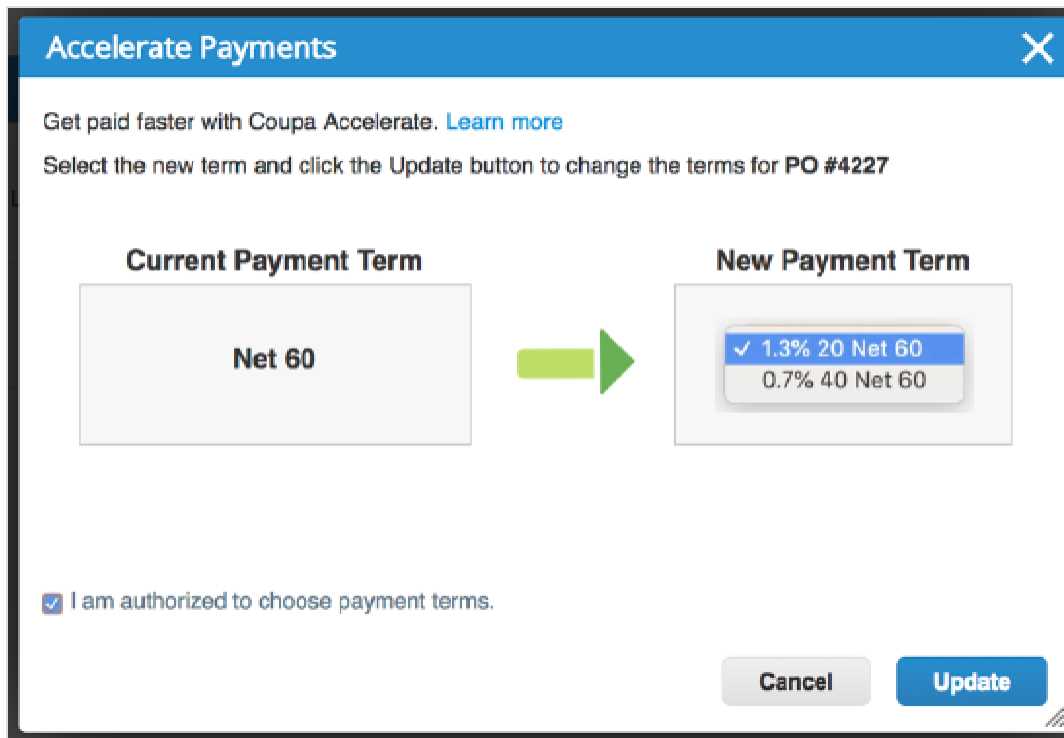 Accelerate Payments
Get paid faster with Coupa Accelerate. Learn more
Select the new term and click the Update button to change the terms for PO #4227
Current Payment Term
New Payment Term
Net 60
✓ 1.3% 20 Net 60
0.7% 40 Net 60
I am authorized to choose payment terms.
Cancel
Update